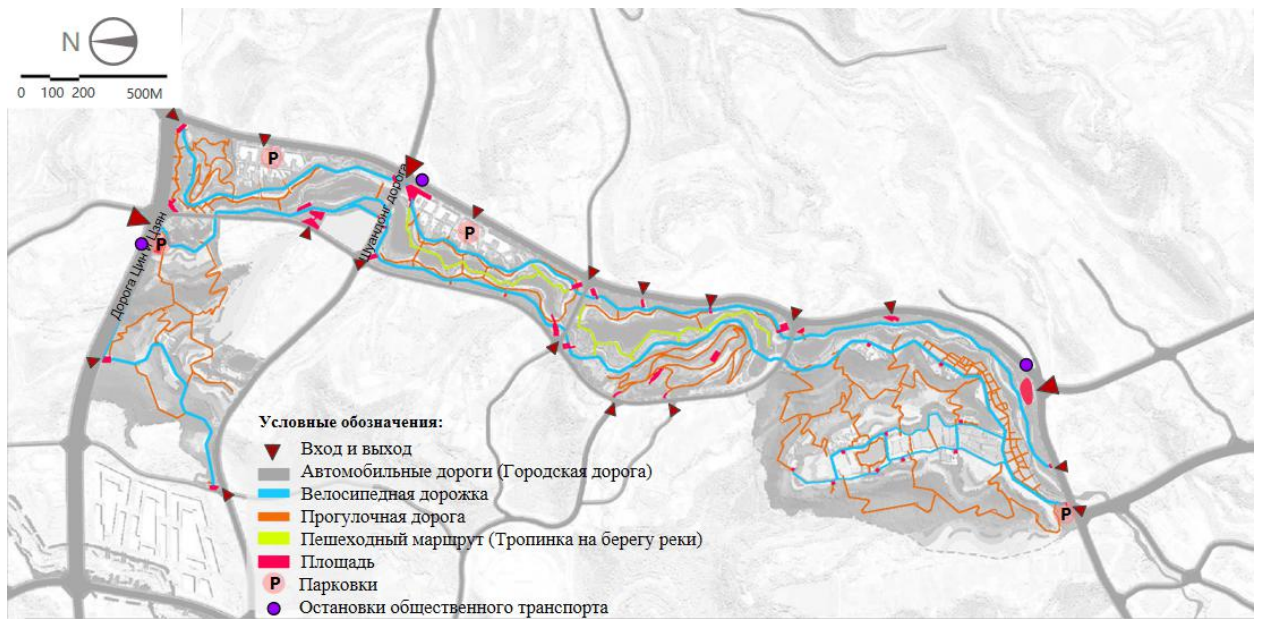 N
0 100 200 500M
P
Шуандонг дорога
P
P
Дорога Цин и Цзян
P
Условные обозначения:
Вход и выход
Автомобильные дороги (Городская дорога)
Велосипедная дорожка
Прогулочная дорога
Пешеходный маршрут (Тропинка на берегу реки)
Площадь
P Парковки
Остановки общественного транспорта